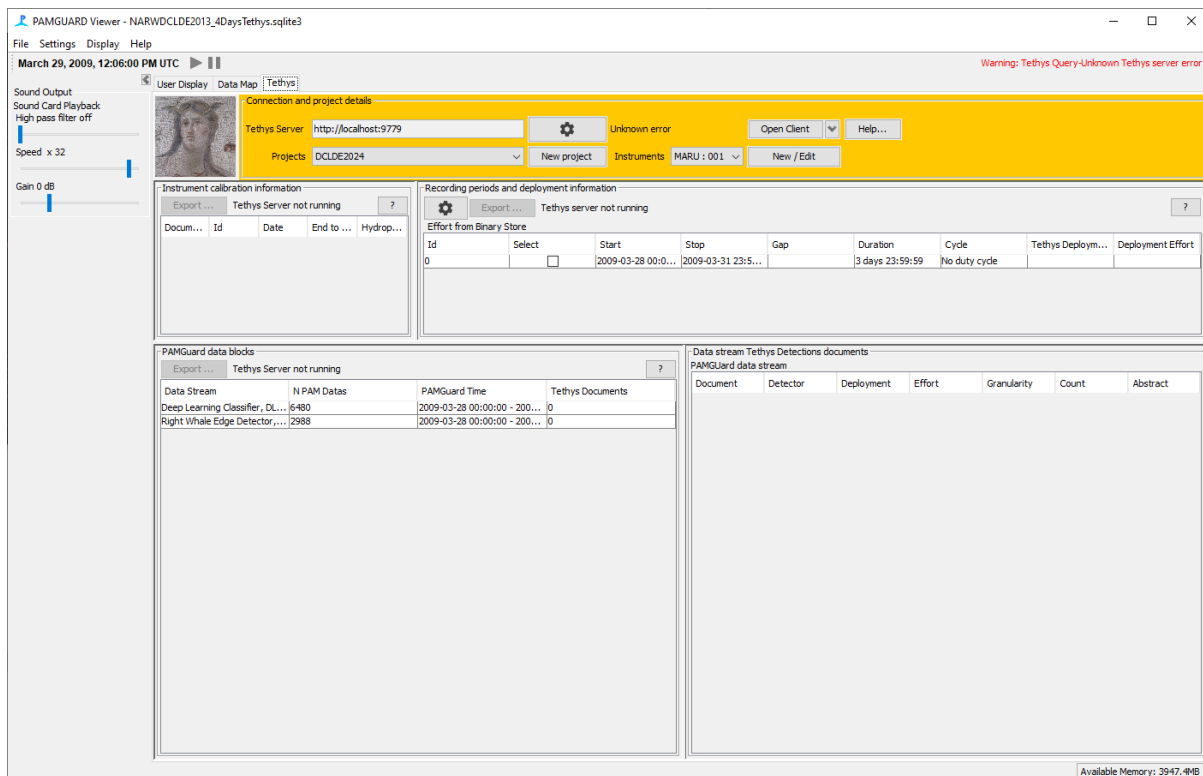 PAMGUARD Viewer - NARWDCLDE2013_4DaysTethys.sqlite3
File Settings Display Help
March 29, 2009, 12:06:00 PM UTC
Warning: Tethys Query-Unknown Tethys server error
User Display Data Map Tethys
Sound Output
Sound Card Playback
High pass filter off
Speed x 32
Gain 0 dB
Connection and project details
Tethys Server http://localhost:9779 Unknown error Open Client Help...
Projects DCLDE2024 New project Instruments MARU : 001 New / Edit
Instrument calibration information
Export ... Tethys Server not running ?
Docum... Id Date End to ... Hydrop...
Recording periods and deployment information
Export ... Tethys server not running ?
Effort from Binary Store
Id Select Start Stop Gap Duration Cycle Tethys Deploym... Deployment Effort
0 2009-03-28 00:0... 2009-03-31 23:5... 3 days 23:59:59 No duty cycle
PAMGuard data blocks
Export ... Tethys Server not running ?
Data Stream N PAM Datas PAMGuard Time Tethys Documents
Deep Learning Classifier, DL... 6480 2009-03-28 00:00:00 - 200... 0
Right Whale Edge Detector,... 2988 2009-03-28 00:00:00 - 200... 0
Data stream Tethys Detections documents
PAMGUard data stream
Document Detector Deployment Effort Granularity Count Abstract
Available Memory: 3947.4MB